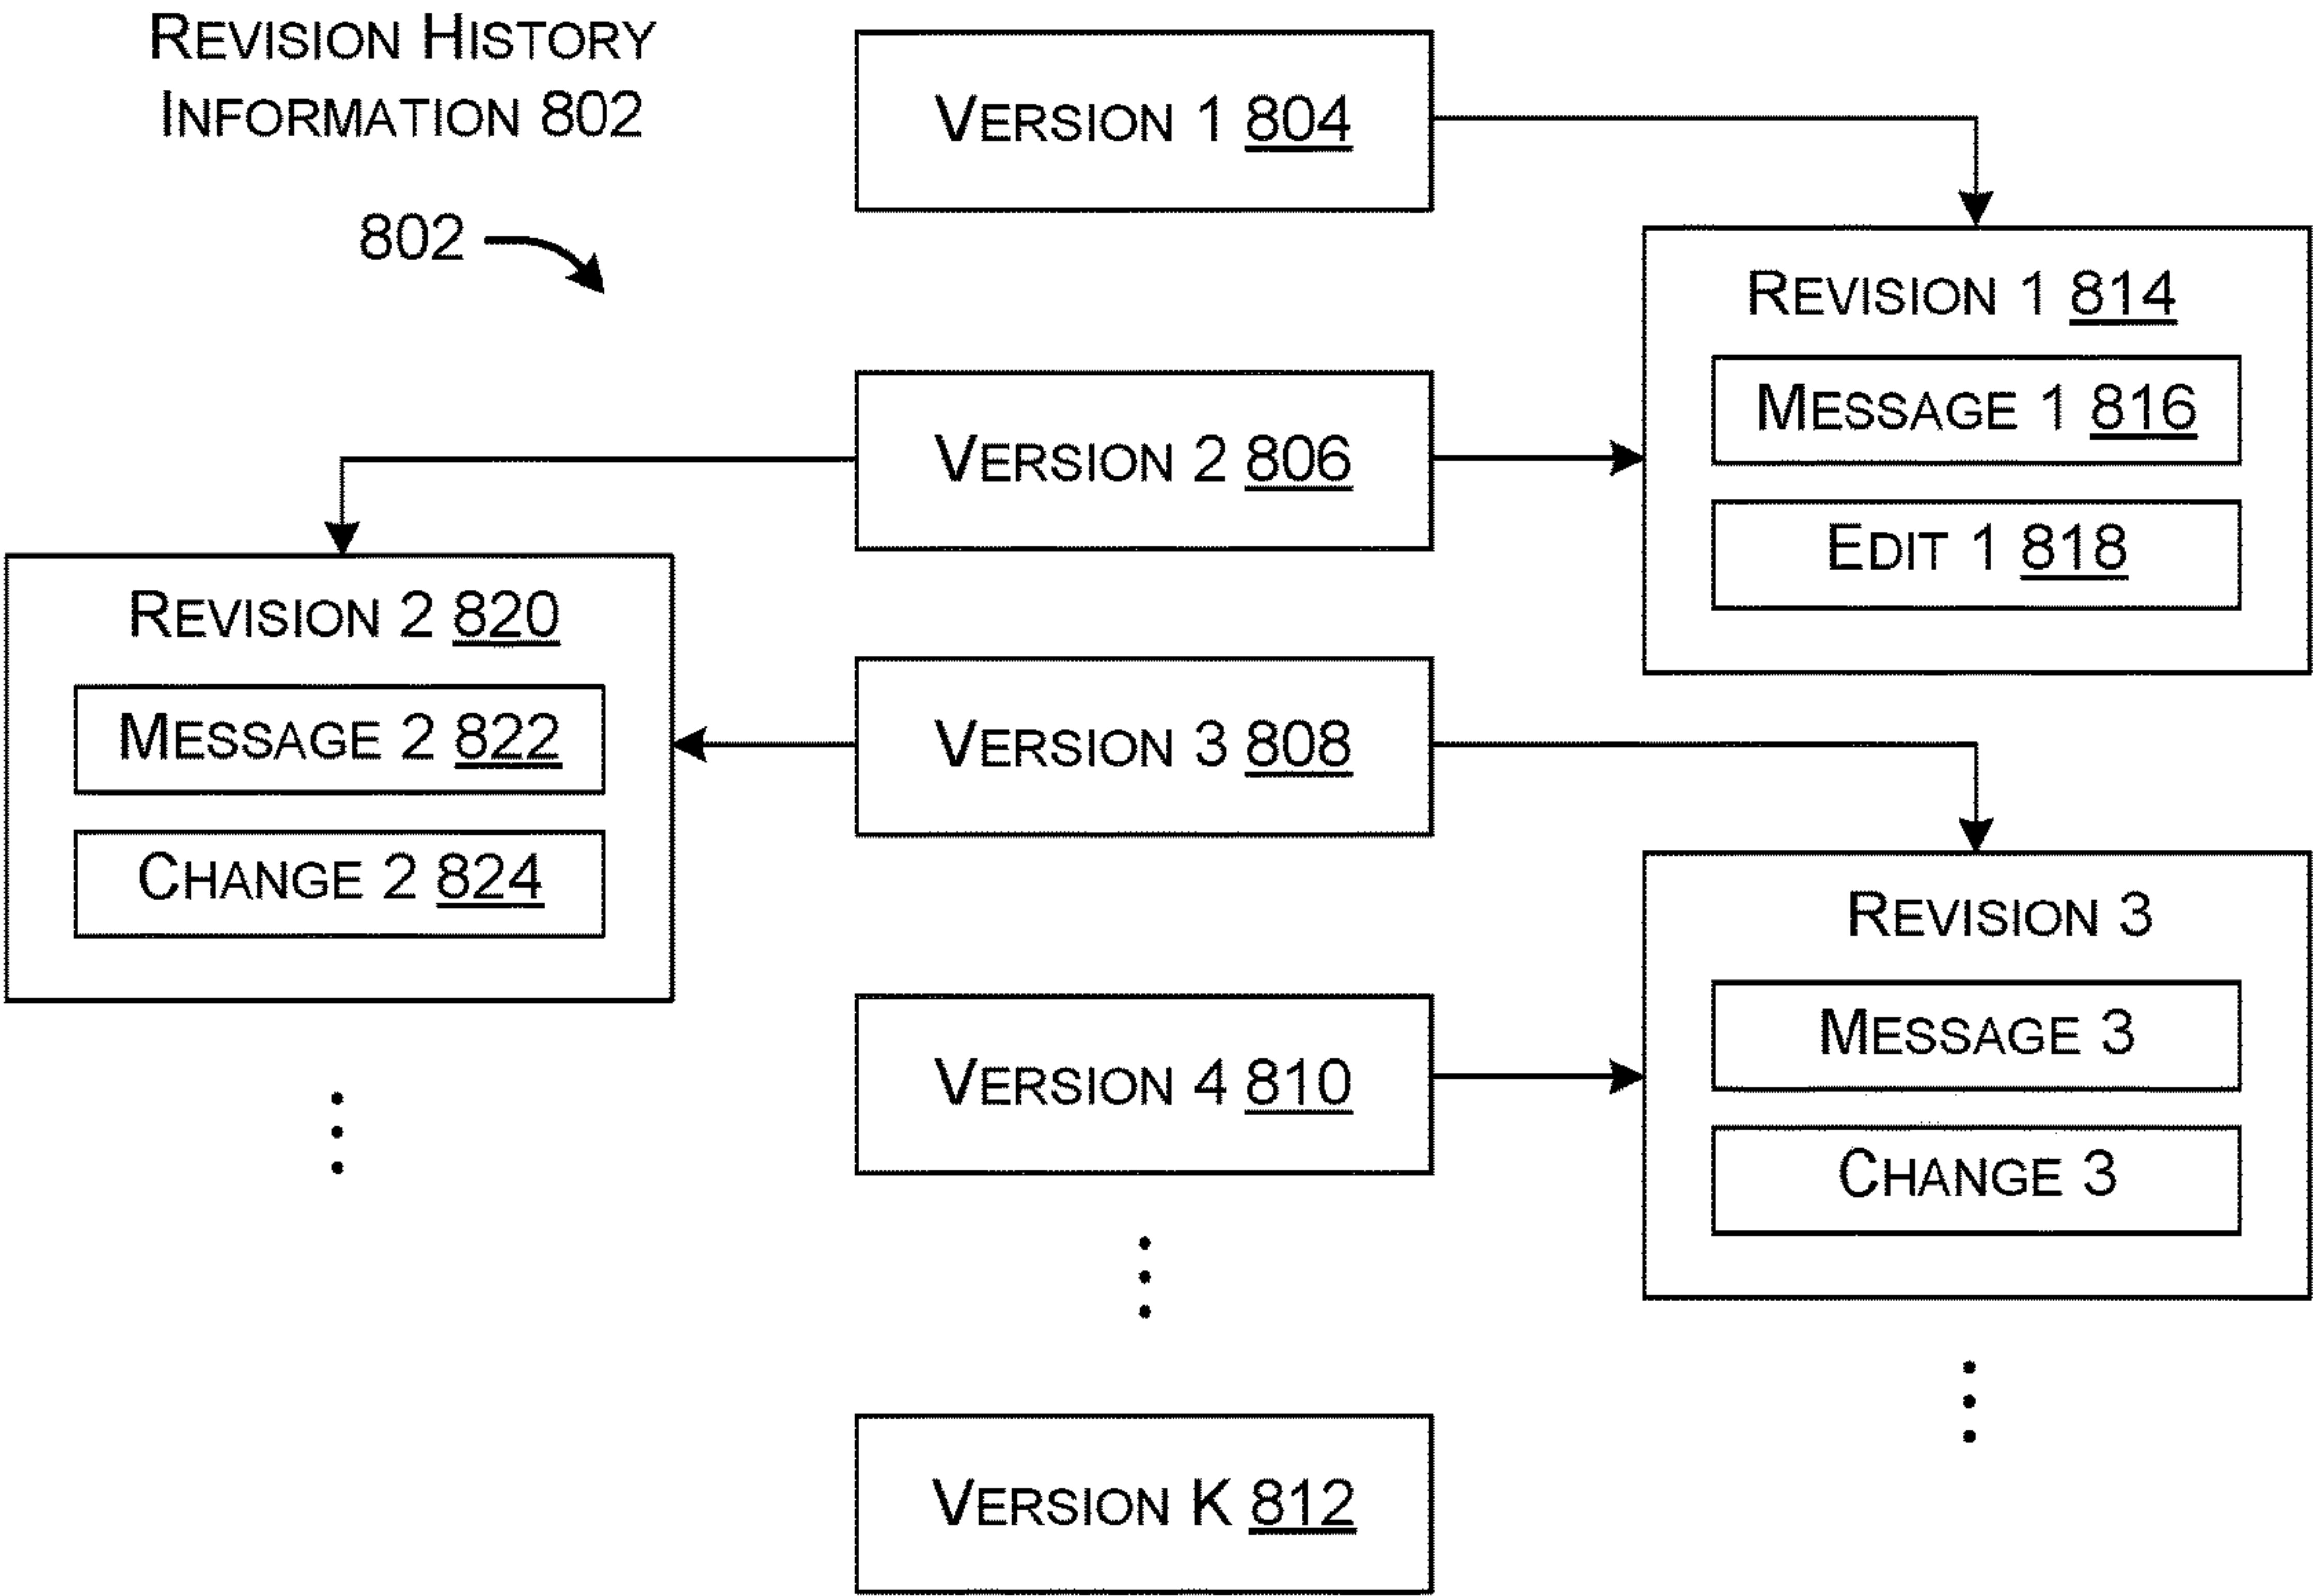 REVISION HISTORY
INFORMATION 802
802
VERSION 1 804
REVISION 1 814
MESSAGE 1 816
EDIT 1 818
VERSION 2 806
REVISION 2 820
MESSAGE 2 822
CHANGE 2 824
VERSION 3 808
REVISION 3
MESSAGE 3
CHANGE 3
VERSION 4 810
VERSION K 812